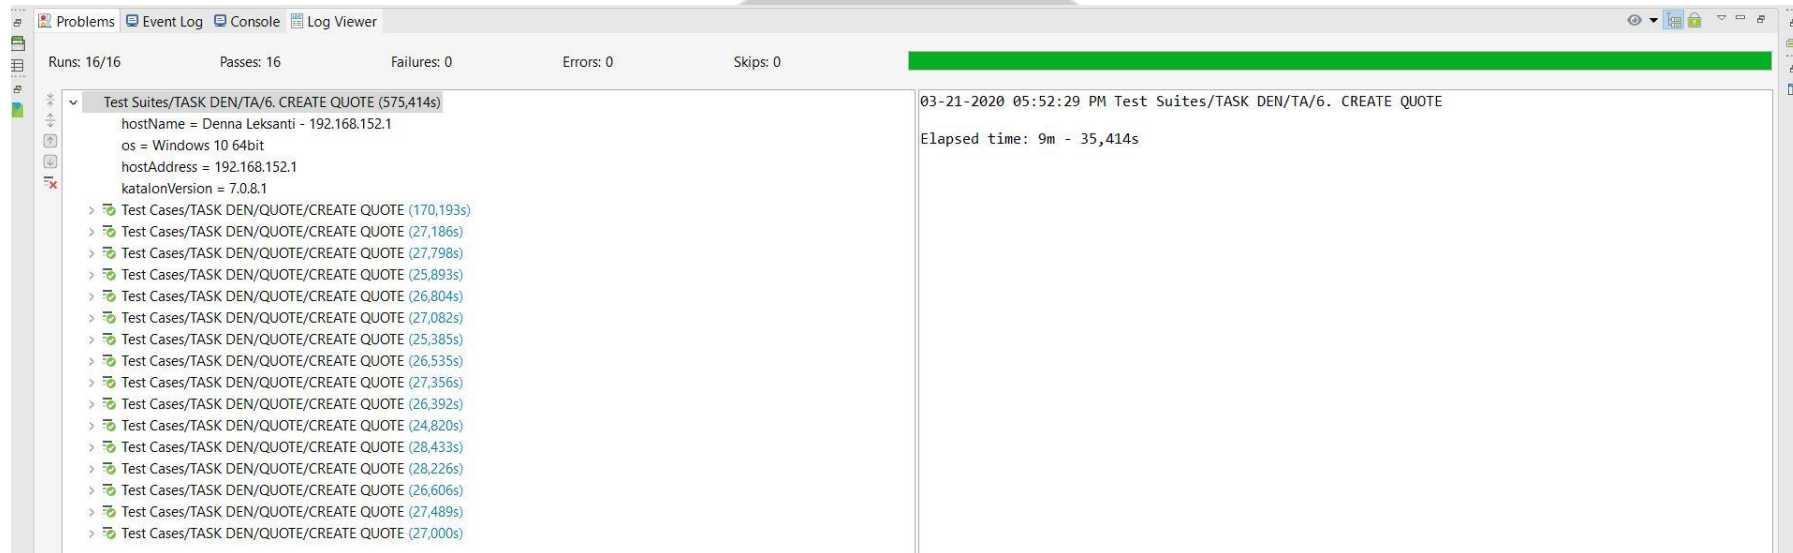 Problems Event Log Console Log Viewer
Runs: 16/16 Passes: 16 Failures: 0 Errors: 0 Skips: 0
Test Suites/TASK DEN/TA/6. CREATE QUOTE (575,414s)
hostName = Denna Leksanti - 192.168.152.1
os = Windows 10 64bit
hostAddress = 192.168.152.1
katalonVersion = 7.0.8.1
Test Cases/TASK DEN/QUOTE/CREATE QUOTE (170,193s)
Test Cases/TASK DEN/QUOTE/CREATE QUOTE (27,186s)
Test Cases/TASK DEN/QUOTE/CREATE QUOTE (27,798s)
Test Cases/TASK DEN/QUOTE/CREATE QUOTE (25,893s)
Test Cases/TASK DEN/QUOTE/CREATE QUOTE (26,804s)
Test Cases/TASK DEN/QUOTE/CREATE QUOTE (27,082s)
Test Cases/TASK DEN/QUOTE/CREATE QUOTE (25,385s)
Test Cases/TASK DEN/QUOTE/CREATE QUOTE (26,535s)
Test Cases/TASK DEN/QUOTE/CREATE QUOTE (27,356s)
Test Cases/TASK DEN/QUOTE/CREATE QUOTE (26,392s)
Test Cases/TASK DEN/QUOTE/CREATE QUOTE (24,820s)
Test Cases/TASK DEN/QUOTE/CREATE QUOTE (28,433s)
Test Cases/TASK DEN/QUOTE/CREATE QUOTE (28,226s)
Test Cases/TASK DEN/QUOTE/CREATE QUOTE (26,606s)
Test Cases/TASK DEN/QUOTE/CREATE QUOTE (27,489s)
Test Cases/TASK DEN/QUOTE/CREATE QUOTE (27,000s)
03-21-2020 05:52:29 PM Test Suites/TASK DEN/TA/6. CREATE QUOTE
Elapsed time: 9m - 35,414s